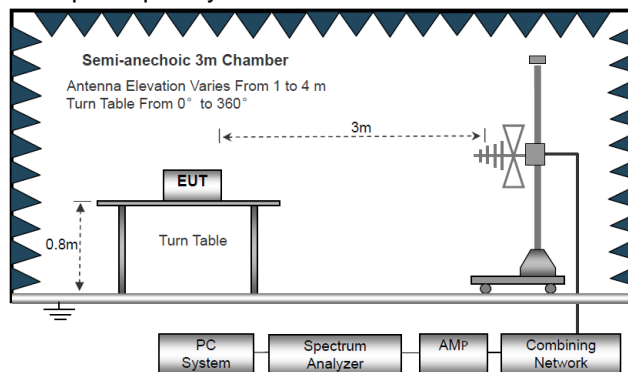 Semi-anechoic 3m Chamber
Antenna Elevation Varies From 1 to 4 m
Turn Table From 0° to 360°
3m
EUT
0.8m
Turn Table
PC
System
Spectrum
Analyzer
AMP
Combining
Network